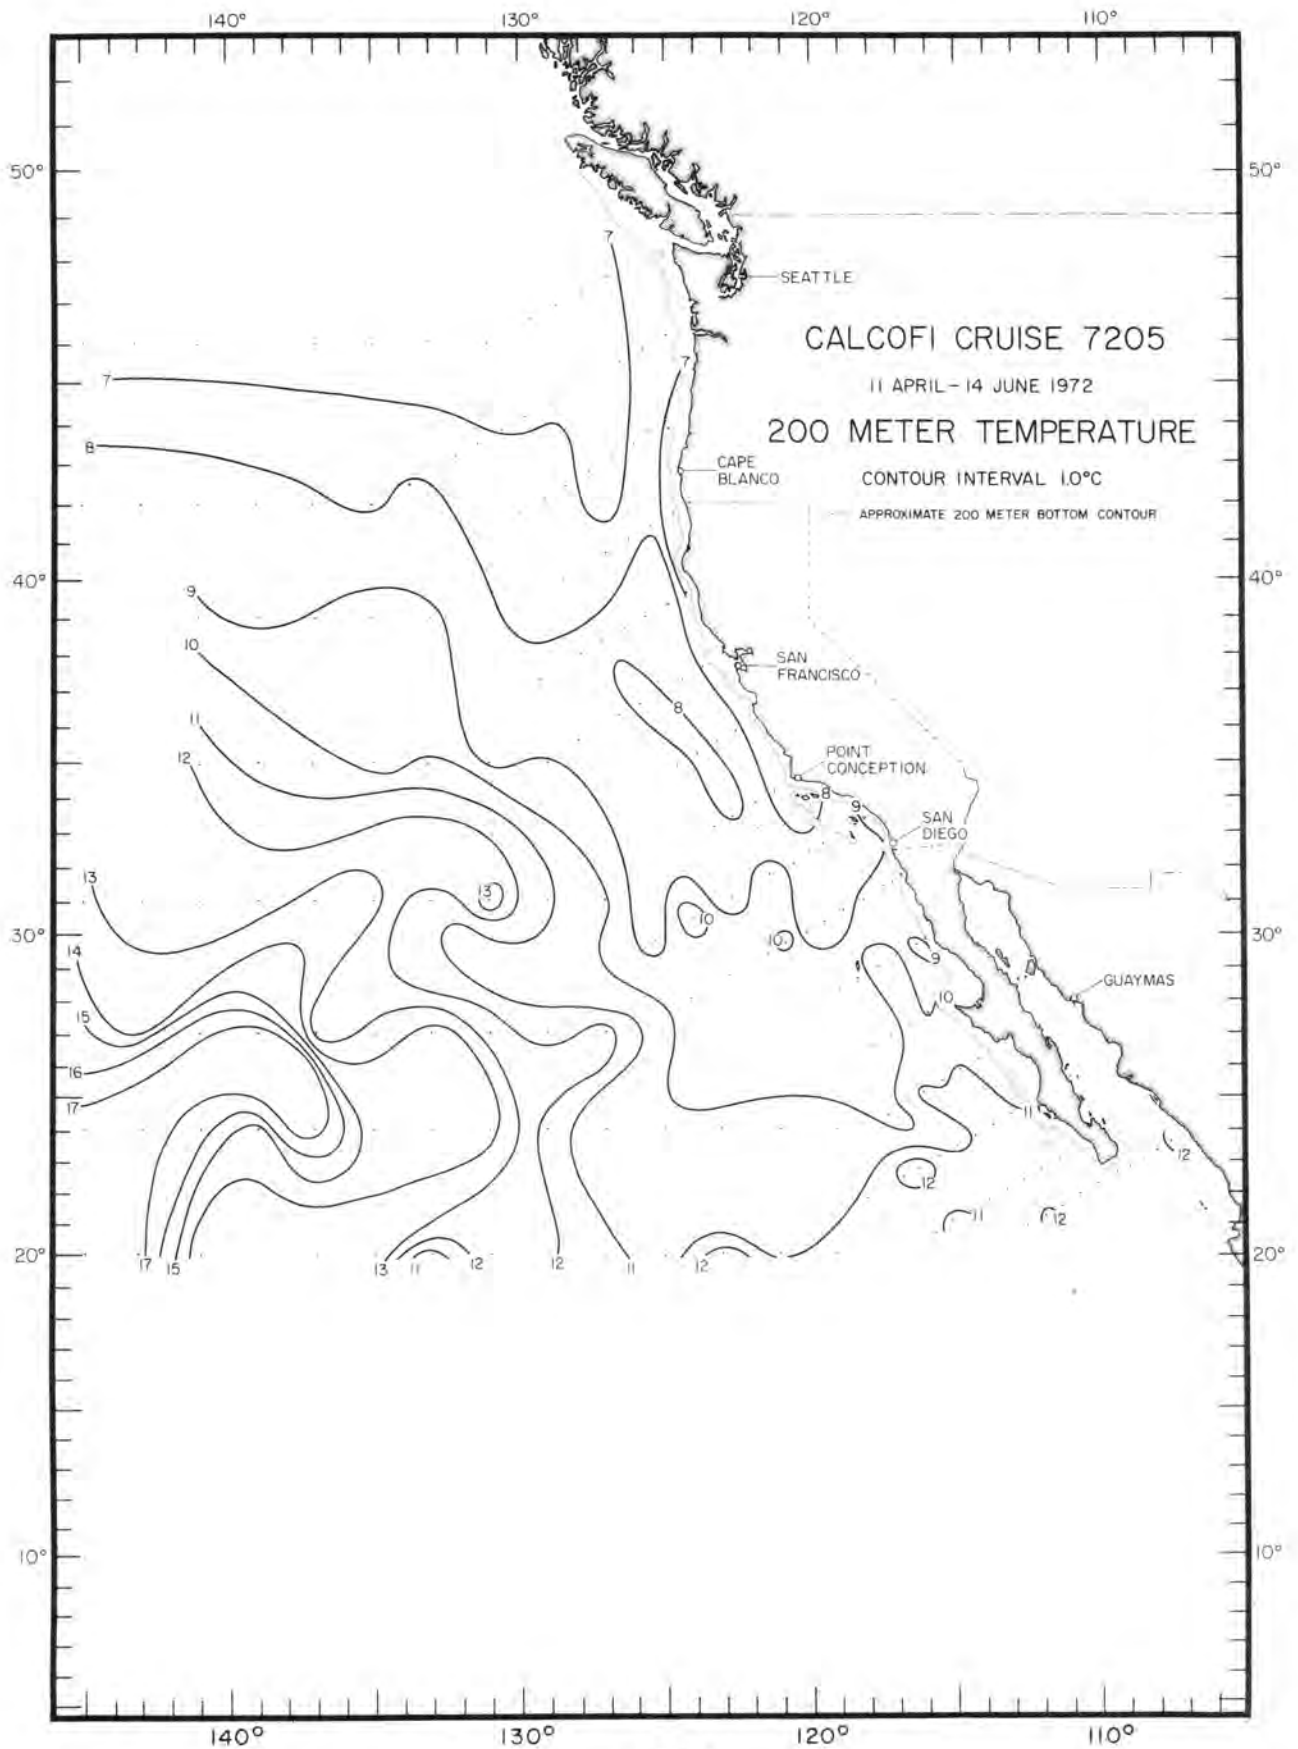 140° 130° 120° 110°
50° 50°
7
SEATTLE
CALCOFI CRUISE 7205
11 APRIL – 14 JUNE 1972
7 7
200 METER TEMPERATURE
8
CAPE
BLANCO
CONTOUR INTERVAL 1.0°C
APPROXIMATE 200 METER BOTTOM CONTOUR
40° 40°
9
10
SAN
FRANCISCO
8
11
12
POINT
CONCEPTION
8 9
SAN
DIEGO
13 13
10
30° 10 30°
14 9
GUAYMAS
10
15
16
17 11
12
12
11 12
20° 20°
17 15 13 11 12 12 11 12
10° 10°
140° 130° 120° 110°